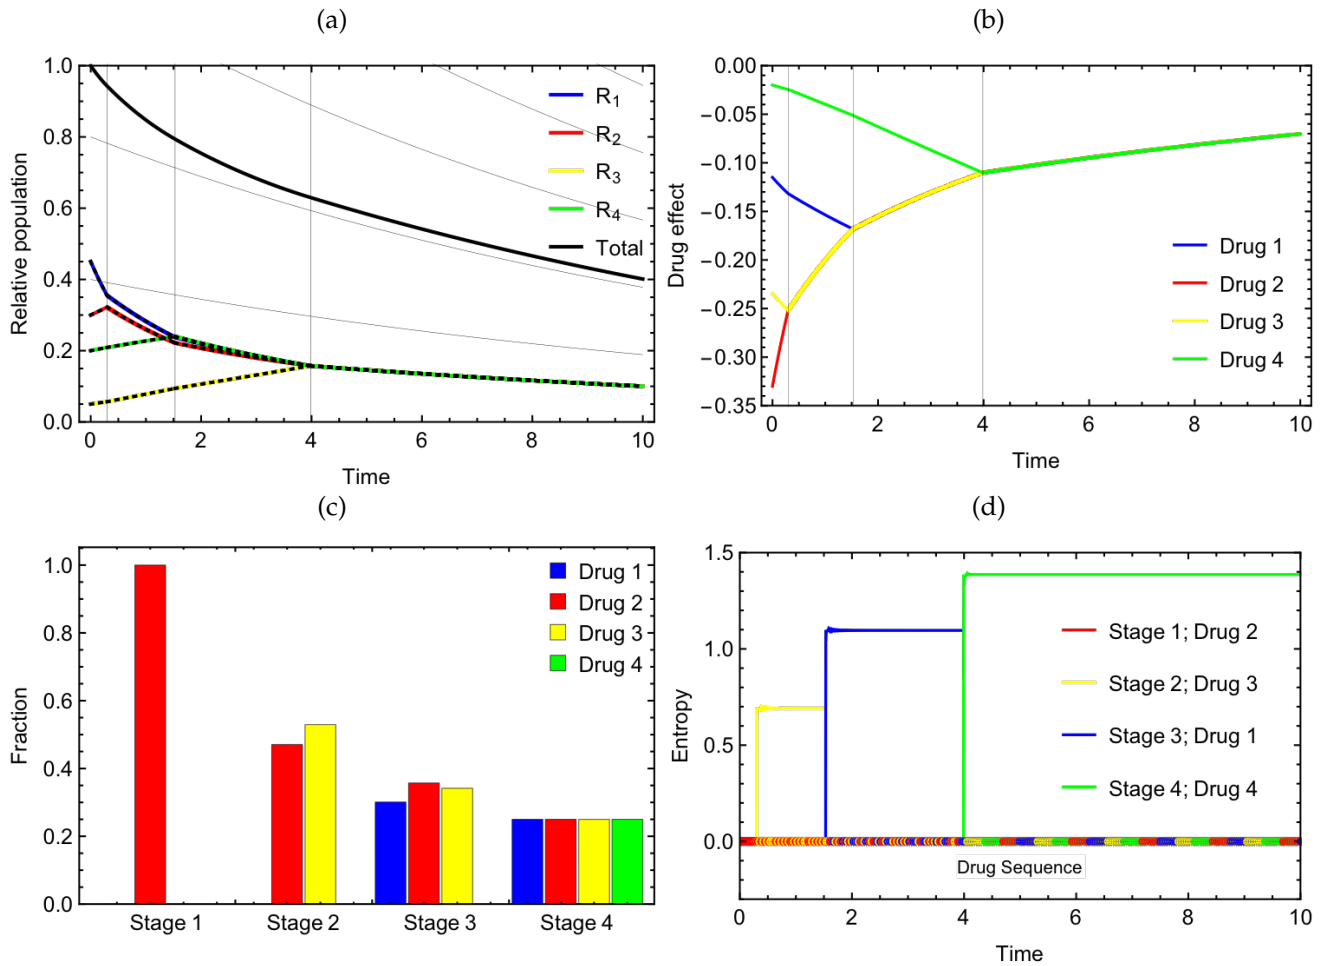 (a)
1.0
0.8
0.6
0.4
0.2
0.0
Relative population
R1
R2
R3
R4
Total
0 2 4 6 8 10
Time
(b)
0.00
−0.05
−0.10
−0.15
−0.20
−0.25
−0.30
−0.35
Drug effect
Drug 1
Drug 2
Drug 3
Drug 4
0 2 4 6 8 10
Time
(c)
1.0
0.8
0.6
0.4
0.2
0.0
Fraction
Drug 1
Drug 2
Drug 3
Drug 4
Stage 1 Stage 2 Stage 3 Stage 4
(d)
1.5
1.0
0.5
0.0
Entropy
Stage 1; Drug 2
Stage 2; Drug 3
Stage 3; Drug 1
Stage 4; Drug 4
Drug Sequence
0 2 4 6 8 10
Time